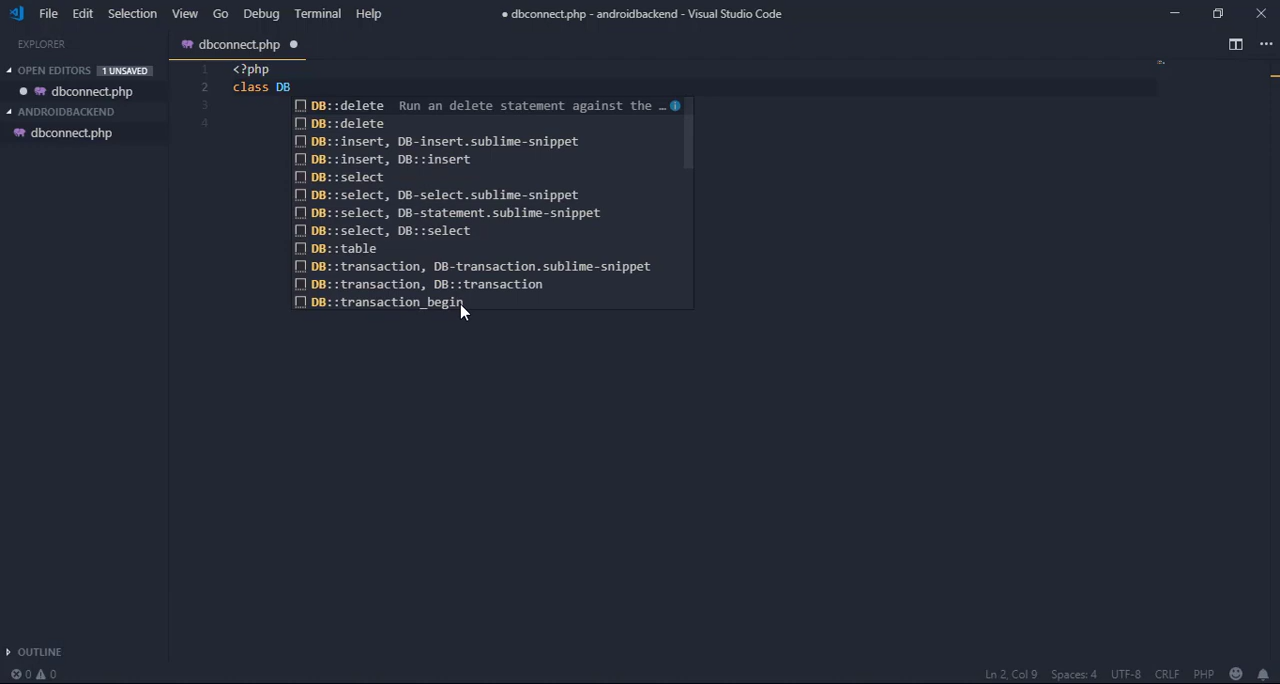 File Edit Selection View Go Debug Terminal Help
● dbconnect.php - androidbackend - Visual Studio Code
EXPLORER
dbconnect.php
OPEN EDITORS 1 UNSAVED
dbconnect.php
ANDROIDBACKEND
dbconnect.php
1 <?php
2 class DB
3
4
DB::delete Run an delete statement against the …
DB::delete
DB::insert, DB-insert.sublime-snippet
DB::insert, DB::insert
DB::select
DB::select, DB-select.sublime-snippet
DB::select, DB-statement.sublime-snippet
DB::select, DB::select
DB::table
DB::transaction, DB-transaction.sublime-snippet
DB::transaction, DB::transaction
DB::transaction_begin
OUTLINE
0 0
Ln 2, Col 9 Spaces: 4 UTF-8 CRLF PHP